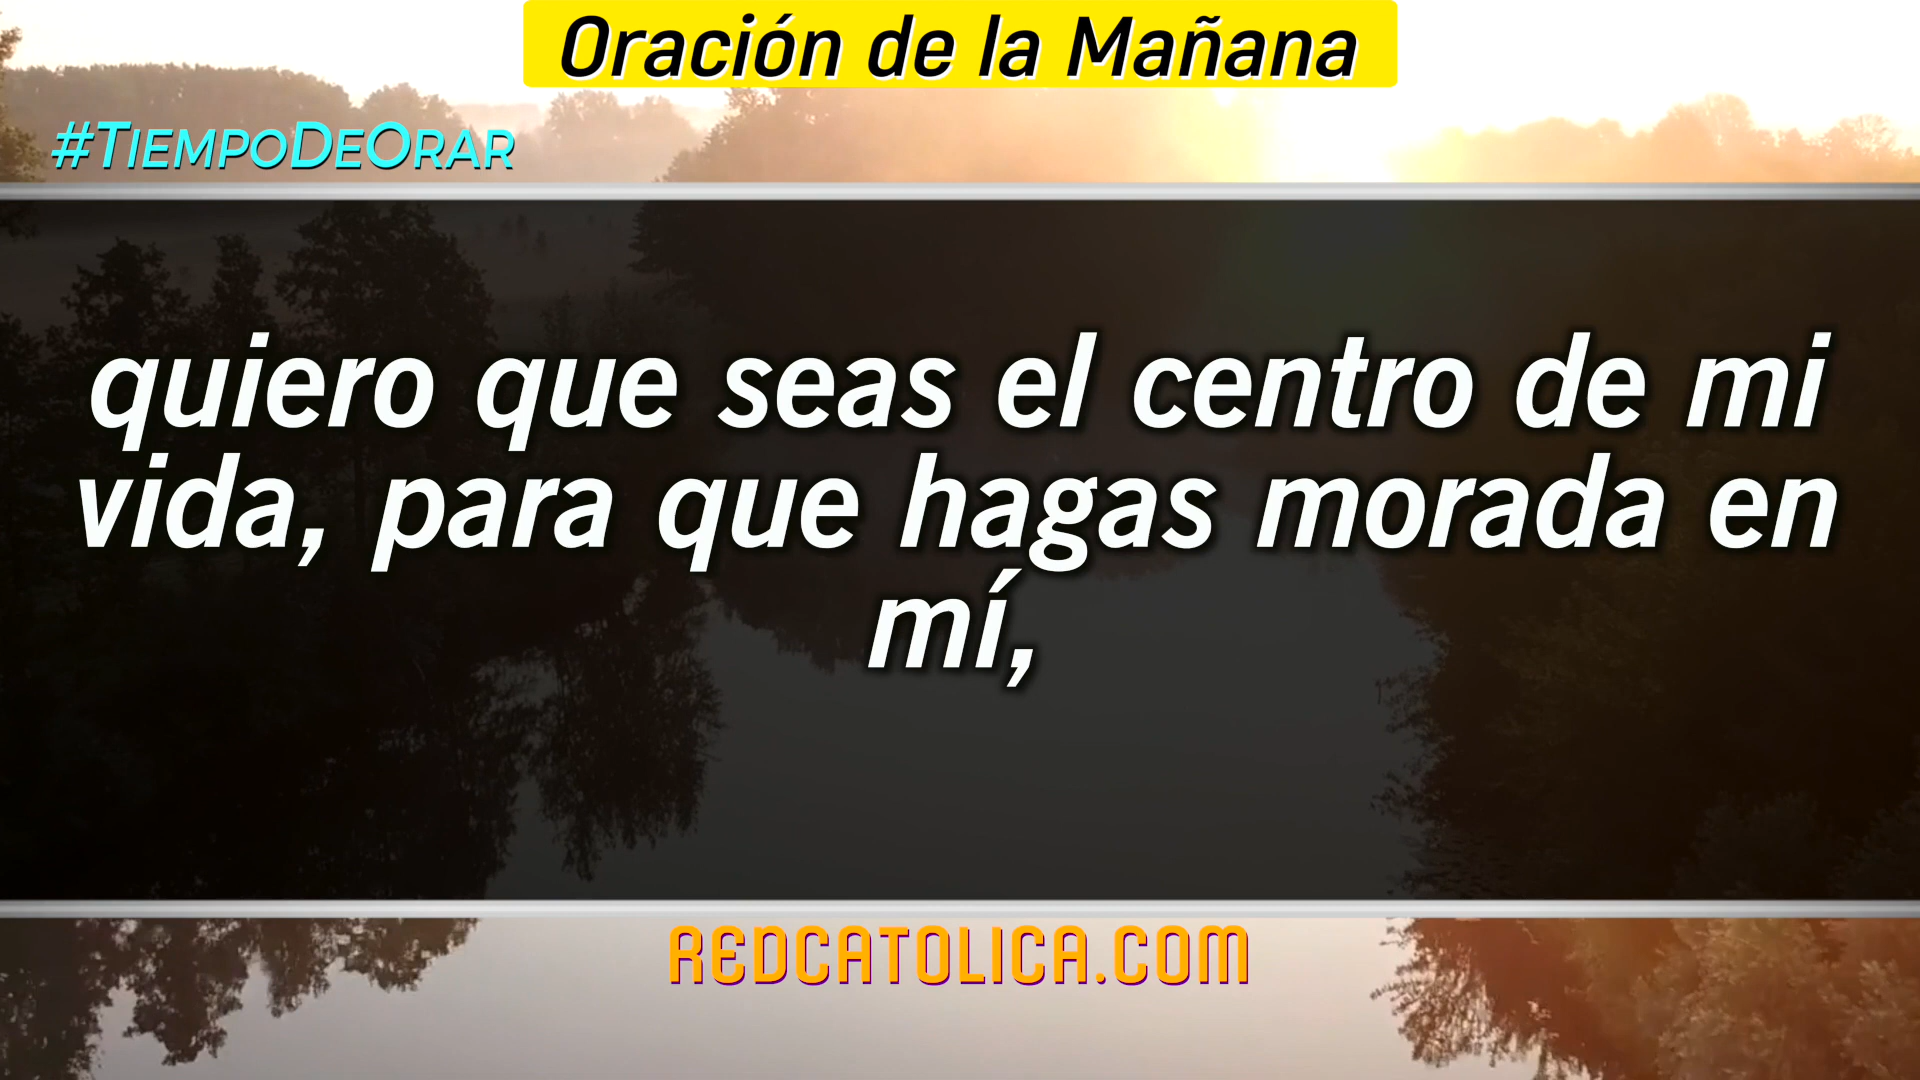 Oración de la Mañana
#TiempoDeOrar
quiero que seas el centro de mi
vida, para que hagas morada en
mí,
REDCATOLICA.COM